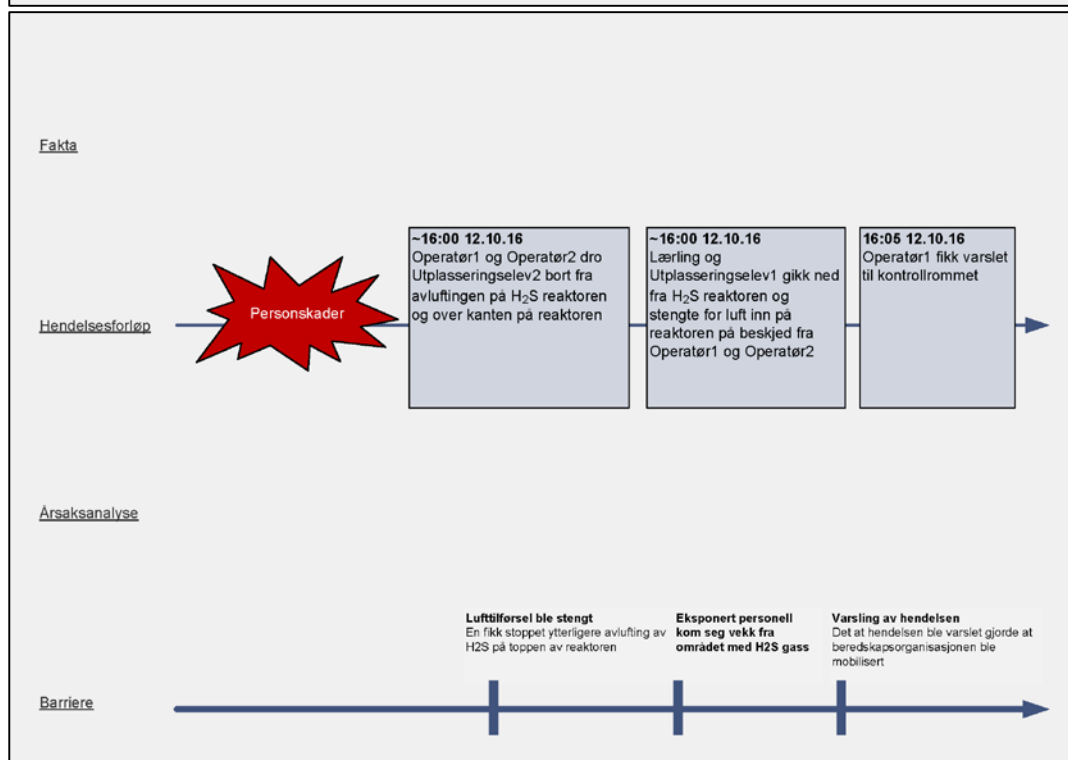 Fakta
Hendelsesforløp
Personskader
~16:00 12.10.16
Operatør1 og Operatør2 dro
Utplasseringselev2 bort fra
avluftingen på H₂S reaktoren
og over kanten på reaktoren
~16:00 12.10.16
Lærling og
Utplasseringselev1 gikk ned
fra H₂S reaktoren og
stengte for luft inn på
reaktoren på beskjed fra
Operatør1 og Operatør2
16:05 12.10.16
Operatør1 fikk varslet
til kontrollrommet
Årsaksanalyse
Lufttilførsel ble stengt
En fikk stoppet ytterligere avlufting av
H2S på toppen av reaktoren
Eksponert personell
kom seg vekk fra
området med H2S gass
Varsling av hendelsen
Det at hendelsen ble varslet gjorde at
beredskapsorganisasjonen ble
mobilisert
Barriere